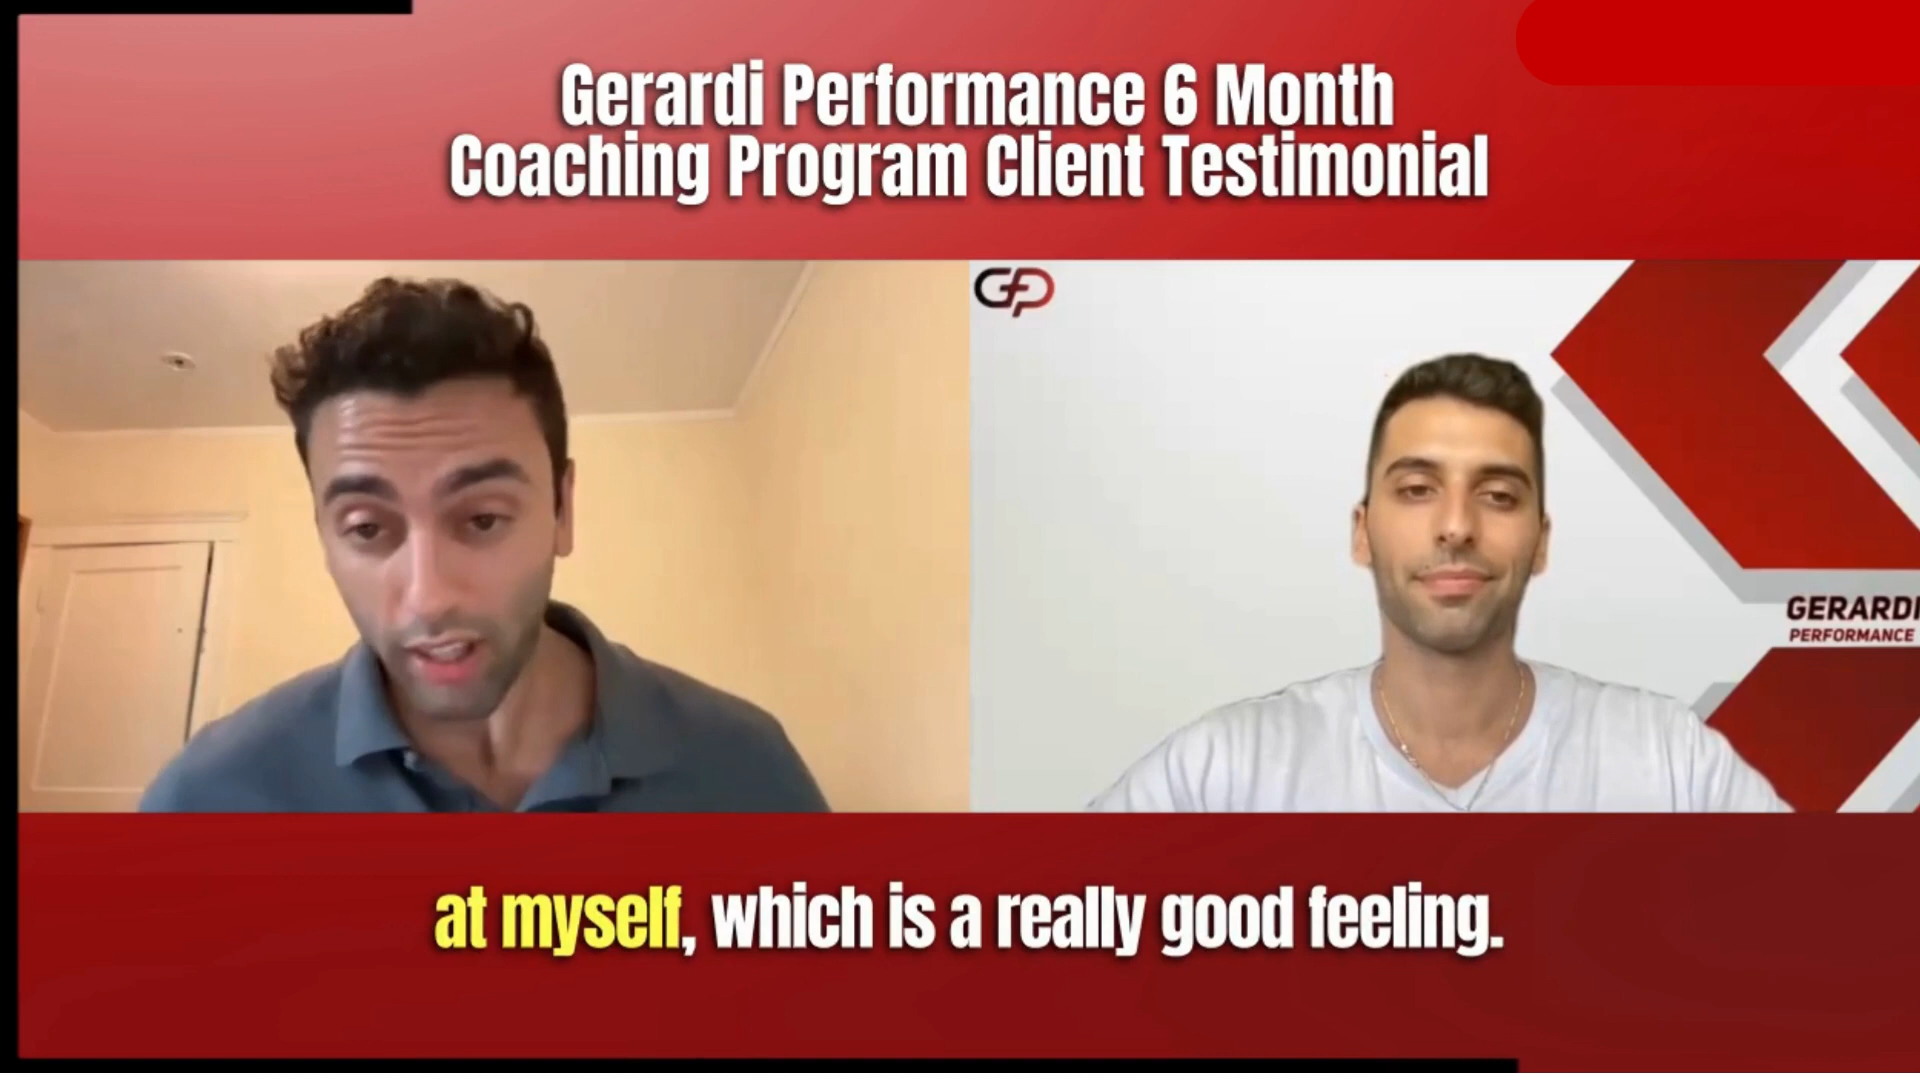 Gerardi Performance 6 Month
Coaching Program Client Testimonial
GP
GERARDI
PERFORMANCE
at myself, which is a really good feeling.